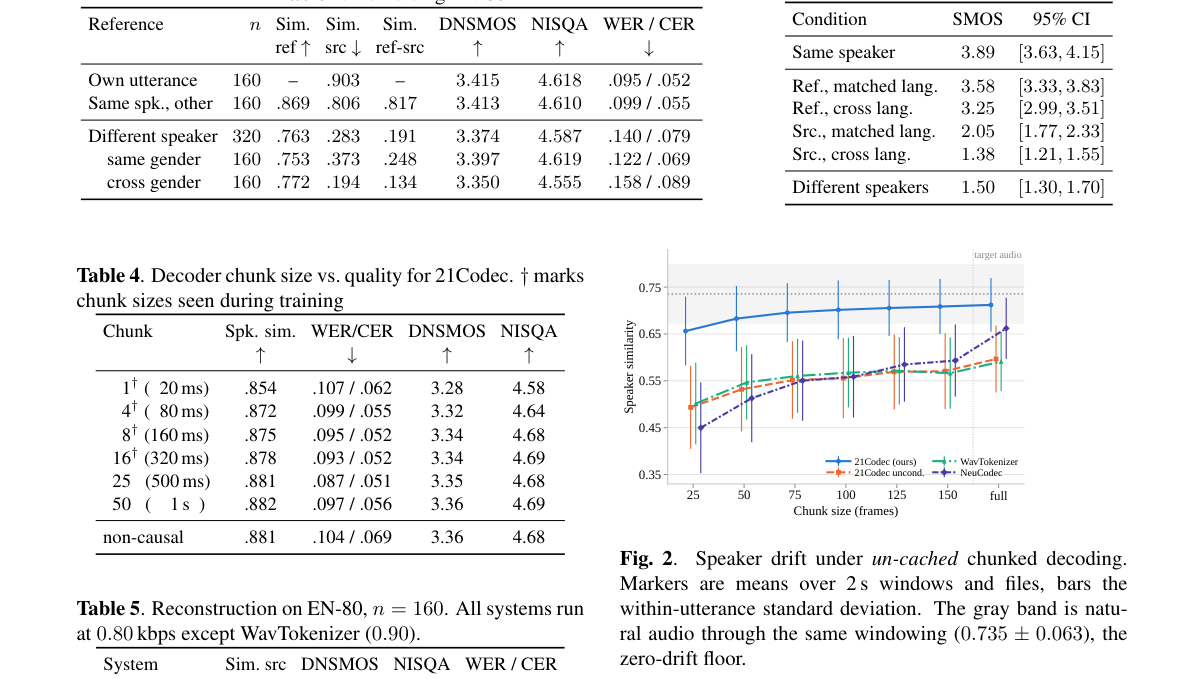 Reference n Sim. Sim. Sim. DNSMOS NISQA WER / CER
ref ↑ src ↓ ref-src ↑ ↑ ↓
Own utterance 160 – .903 – 3.415 4.618 .095 / .052
Same spk., other 160 .869 .806 .817 3.413 4.610 .099 / .055
Different speaker 320 .763 .283 .191 3.374 4.587 .140 / .079
same gender 160 .753 .373 .248 3.397 4.619 .122 / .069
cross gender 160 .772 .194 .134 3.350 4.555 .158 / .089
Condition SMOS 95% CI
Same speaker 3.89 [3.63, 4.15]
Ref., matched lang. 3.58 [3.33, 3.83]
Ref., cross lang. 3.25 [2.99, 3.51]
Src., matched lang. 2.05 [1.77, 2.33]
Src., cross lang. 1.38 [1.21, 1.55]
Different speakers 1.50 [1.30, 1.70]
Table 4. Decoder chunk size vs. quality for 21Codec. † marks
chunk sizes seen during training
Chunk Spk. sim. WER/CER DNSMOS NISQA
↑ ↓ ↑ ↑
1† ( 20 ms) .854 .107 / .062 3.28 4.58
4† ( 80 ms) .872 .099 / .055 3.32 4.64
8† (160 ms) .875 .095 / .052 3.34 4.68
16† (320 ms) .878 .093 / .052 3.34 4.69
25 (500 ms) .881 .087 / .051 3.35 4.68
50 ( 1 s ) .882 .097 / .056 3.36 4.69
non-causal .881 .104 / .069 3.36 4.68
Table 5. Reconstruction on EN-80, n = 160. All systems run
at 0.80 kbps except WavTokenizer (0.90).
System Sim. src DNSMOS NISQA WER / CER
target audio
0.75
0.65
0.55
0.45
0.35
Speaker similarity
21Codec (ours) WavTokenizer
21Codec uncond. NeuCodec
25 50 75 100 125 150 full
Chunk size (frames)
Fig. 2. Speaker drift under un-cached chunked decoding.
Markers are means over 2 s windows and files, bars the
within-utterance standard deviation. The gray band is natu-
ral audio through the same windowing (0.735 ± 0.063), the
zero-drift floor.